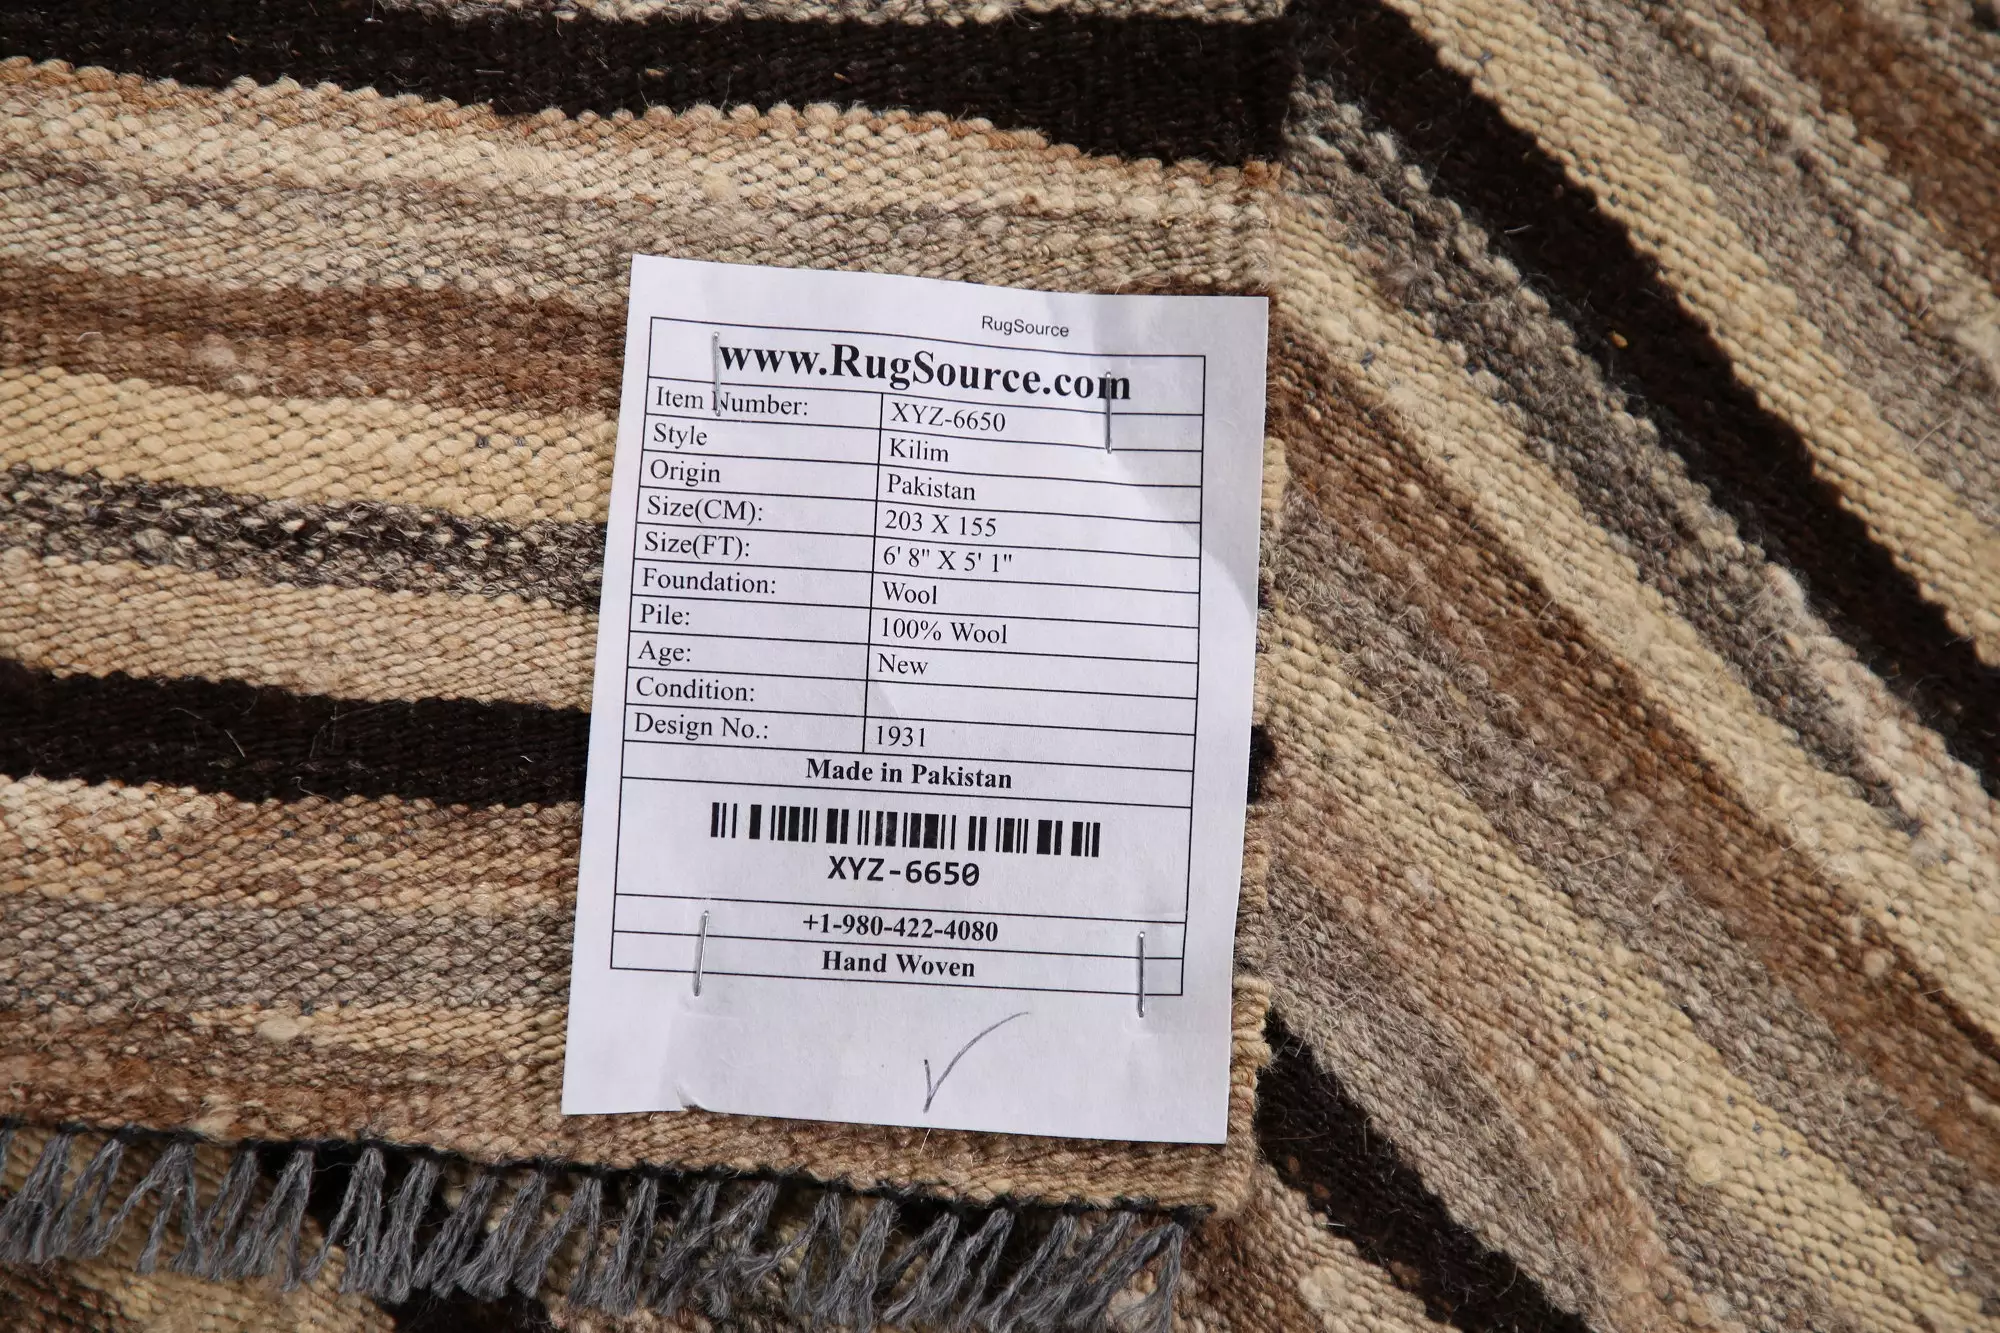 RugSource
www.RugSource.com
Item Number: XYZ-6650
Style Kilim
Origin Pakistan
Size(CM): 203 X 155
Size(FT): 6' 8" X 5' 1"
Foundation: Wool
Pile: 100% Wool
Age: New
Condition:
Design No.: 1931
Made in Pakistan
XYZ-6650
+1-980-422-4080
Hand Woven